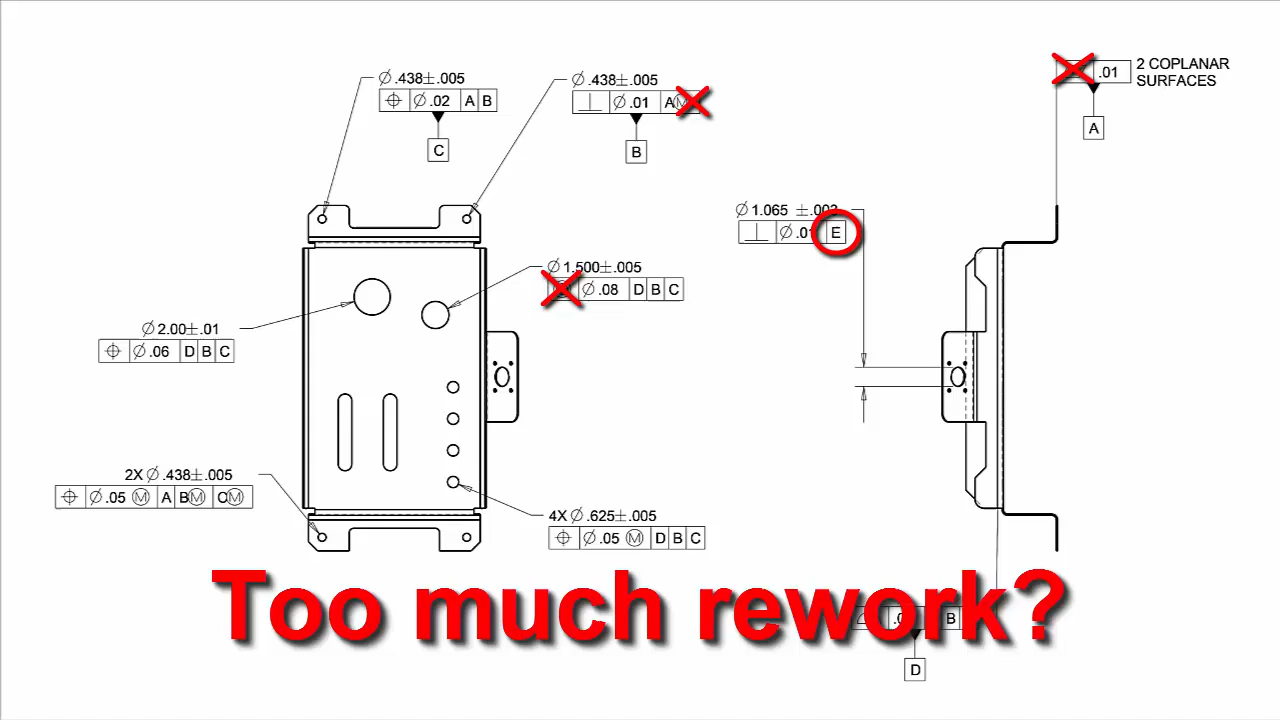 ⌀.438±.005
⌖ ⌀.02 A B
C
⌀.438±.005
⟂ ⌀.01 A
B
.01
2 COPLANAR
SURFACES
A
⌀1.065 ±.003
⟂ ⌀.01 E
⌀1.500±.005
⌀.08 D B C
⌀2.00±.01
⌖ ⌀.06 D B C
2X ⌀.438±.005
⌖ ⌀.05 Ⓜ A BⓂ CⓂ
4X ⌀.625±.005
⌖ ⌀.05 Ⓜ D B C
Too much rework?
B
D